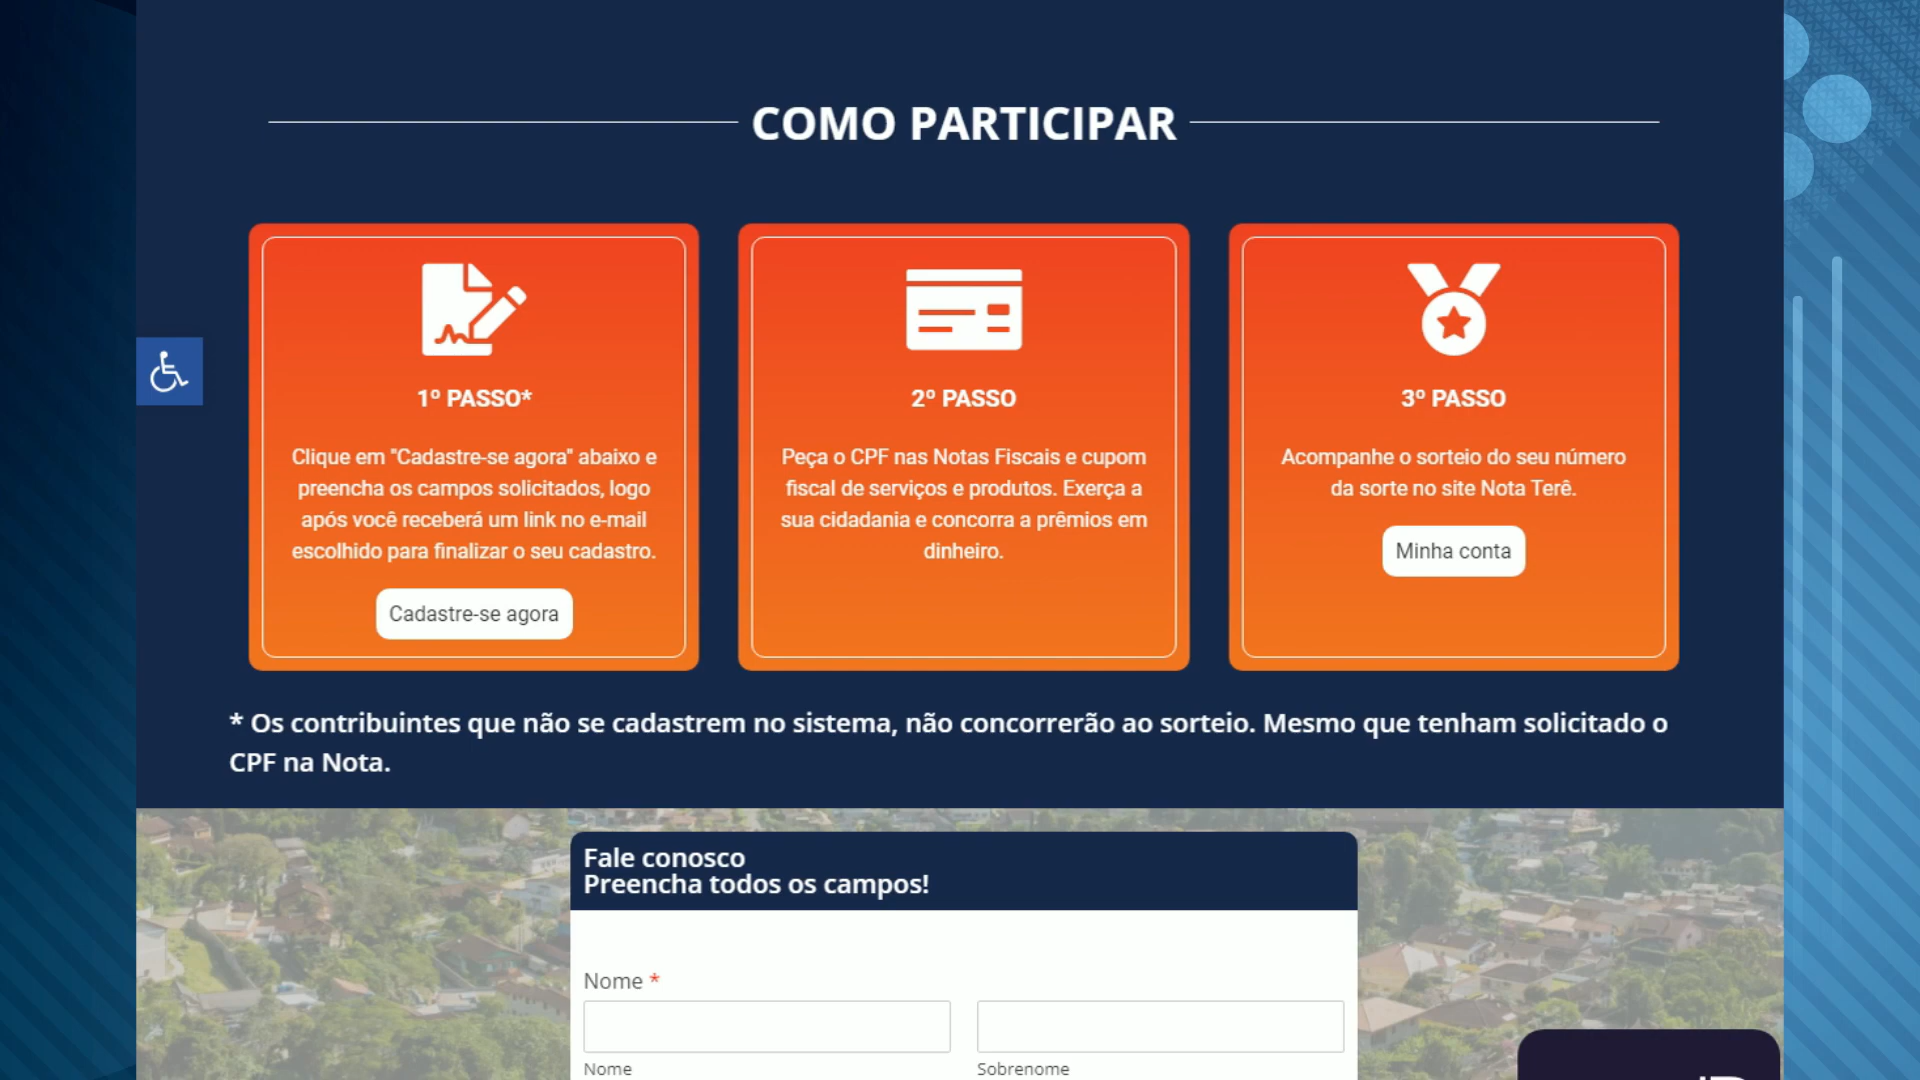 COMO PARTICIPAR
1º PASSO*
Clique em "Cadastre-se agora" abaixo e
preencha os campos solicitados, logo
após você receberá um link no e-mail
escolhido para finalizar o seu cadastro.
Cadastre-se agora
2º PASSO
Peça o CPF nas Notas Fiscais e cupom
fiscal de serviços e produtos. Exerça a
sua cidadania e concorra a prêmios em
dinheiro.
3º PASSO
Acompanhe o sorteio do seu número
da sorte no site Nota Terê.
Minha conta
* Os contribuintes que não se cadastrem no sistema, não concorrerão ao sorteio. Mesmo que tenham solicitado o
CPF na Nota.
Fale conosco
Preencha todos os campos!
Nome *
Nome
Sobrenome